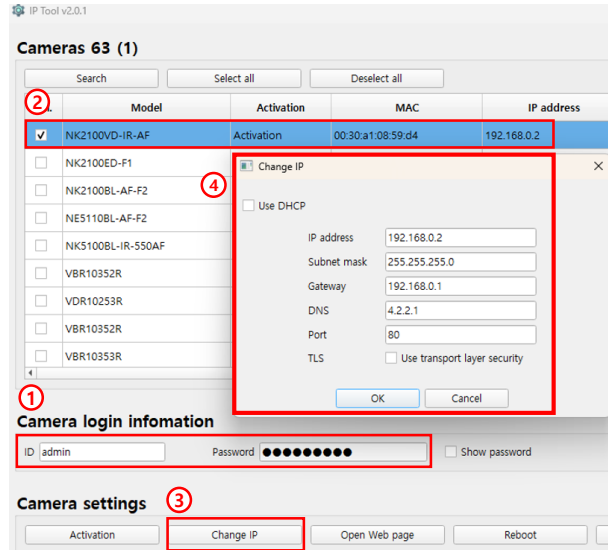 IP Tool v2.0.1
Cameras 63 (1)
Search Select all Deselect all
② . Model Activation MAC IP address
NK2100VD-IR-AF Activation 00:30:a1:08:59:d4 192.168.0.2
NK2100ED-F1
NK2100BL-AF-F2
NE5110BL-AF-F2
NK5100BL-IR-550AF
VBR10352R
VDR10253R
VBR10352R
VBR10353R
④ Change IP
Use DHCP
IP address 192.168.0.2
Subnet mask 255.255.255.0
Gateway 192.168.0.1
DNS 4.2.2.1
Port 80
TLS Use transport layer security
OK Cancel
①
Camera login infomation
ID admin Password ●●●●●●●●● Show password
Camera settings ③
Activation Change IP Open Web page Reboot